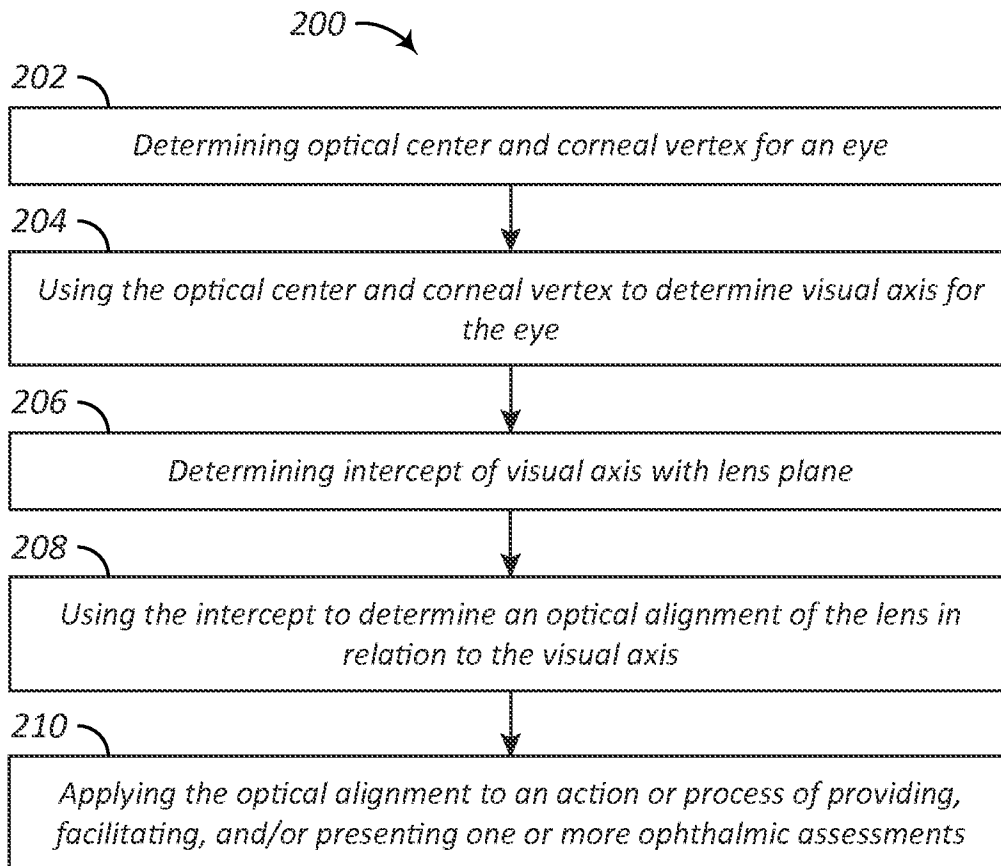 200
202
Determining optical center and corneal vertex for an eye
204
Using the optical center and corneal vertex to determine visual axis for
the eye
206
Determining intercept of visual axis with lens plane
208
Using the intercept to determine an optical alignment of the lens in
relation to the visual axis
210
Applying the optical alignment to an action or process of providing,
facilitating, and/or presenting one or more ophthalmic assessments